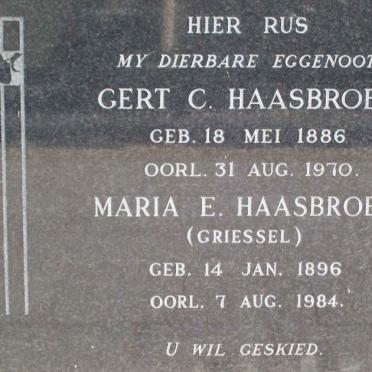 HIER RUS
MY DIERBARE EGGENOOT
GERT C. HAASBROE
GEB. 18 MEI 1886
OORL. 31 AUG. 1970.
MARIA E. HAASBROE
(GRIESSEL)
GEB. 14 JAN. 1896
OORL. 7 AUG. 1984.
U WIL GESKIED.